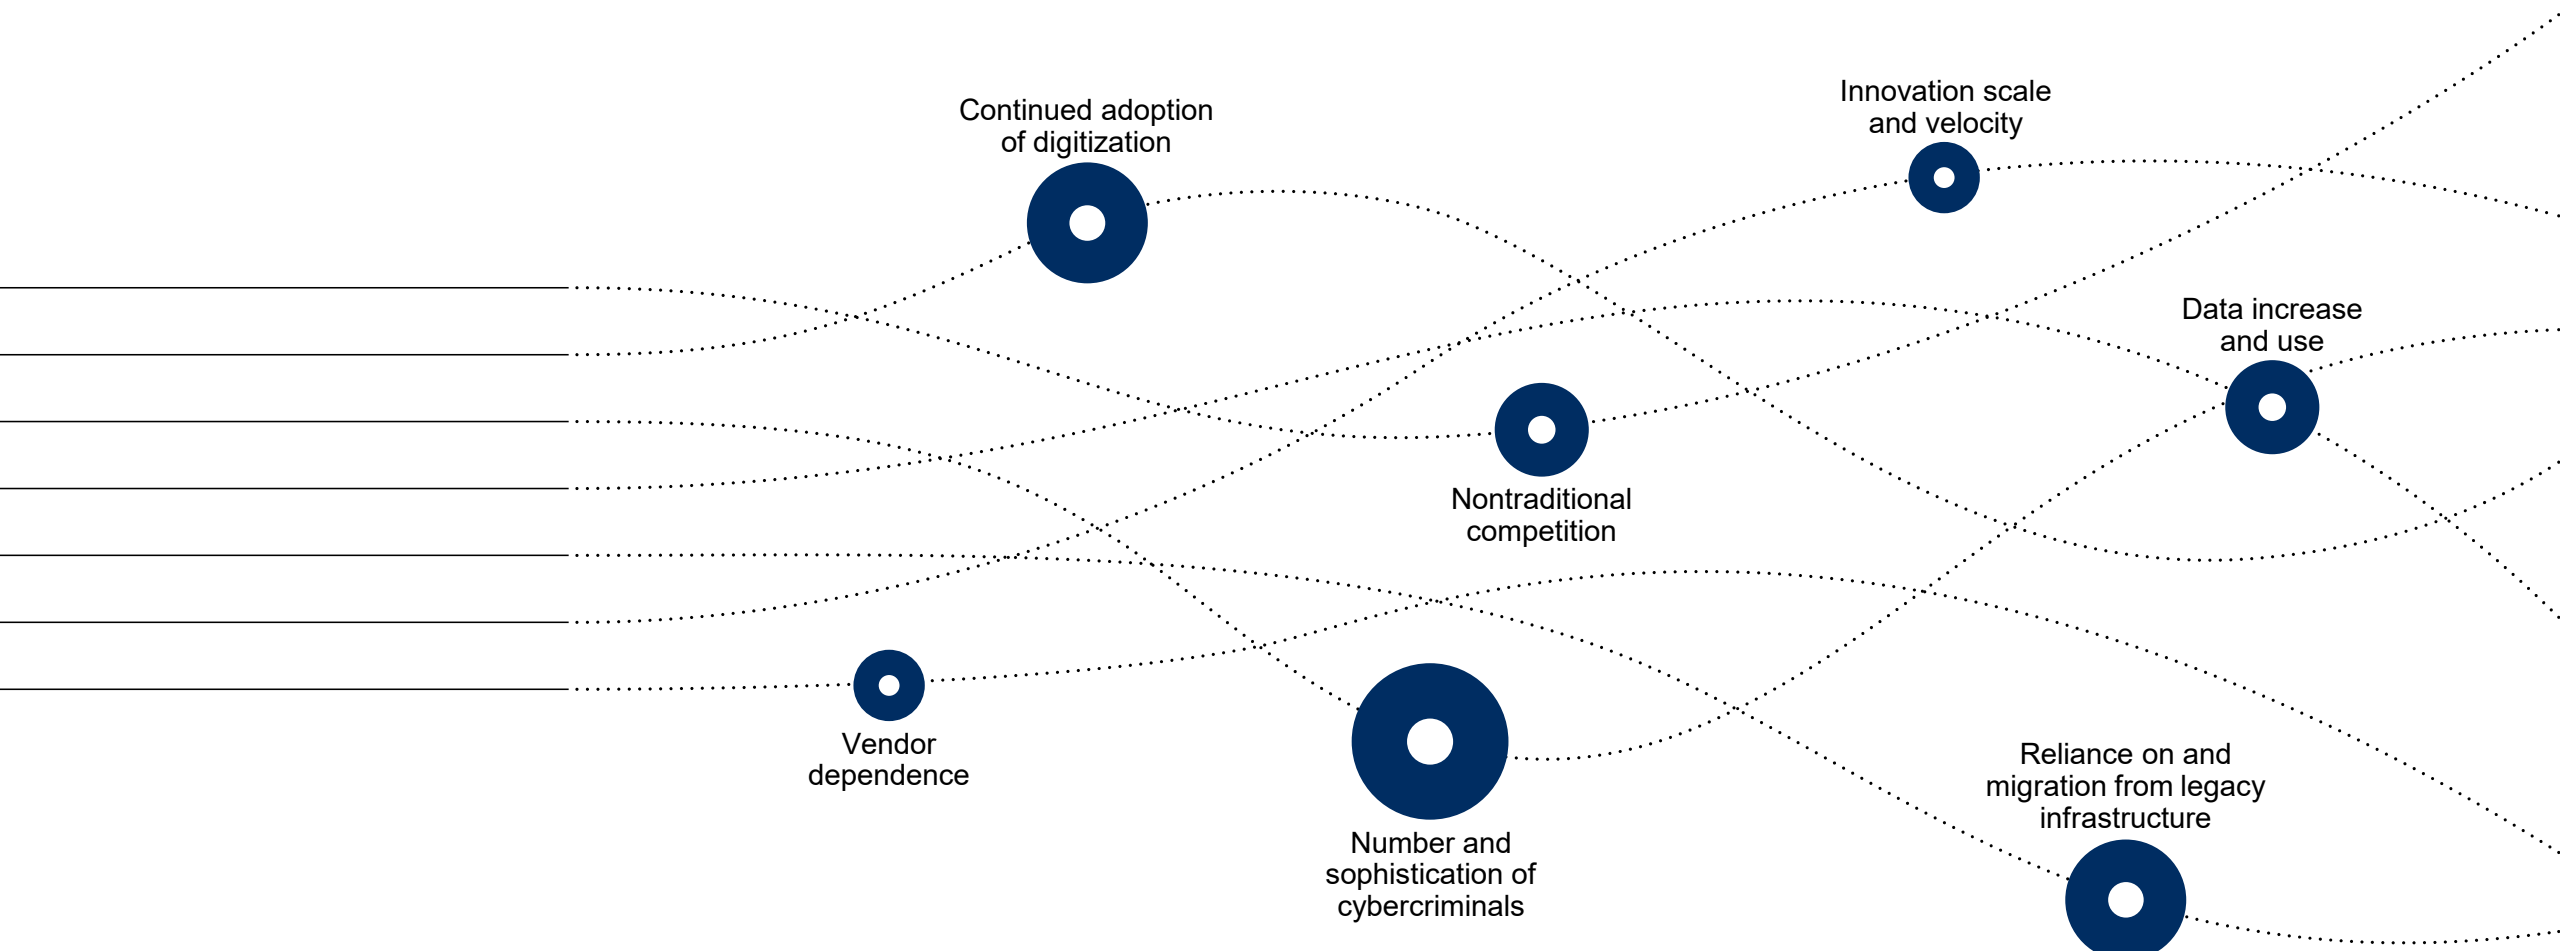 Continued adoption
of digitization
Innovation scale
and velocity
Data increase
and use
Nontraditional
competition
Vendor
dependence
Number and
sophistication of
cybercriminals
Reliance on and
migration from legacy
infrastructure